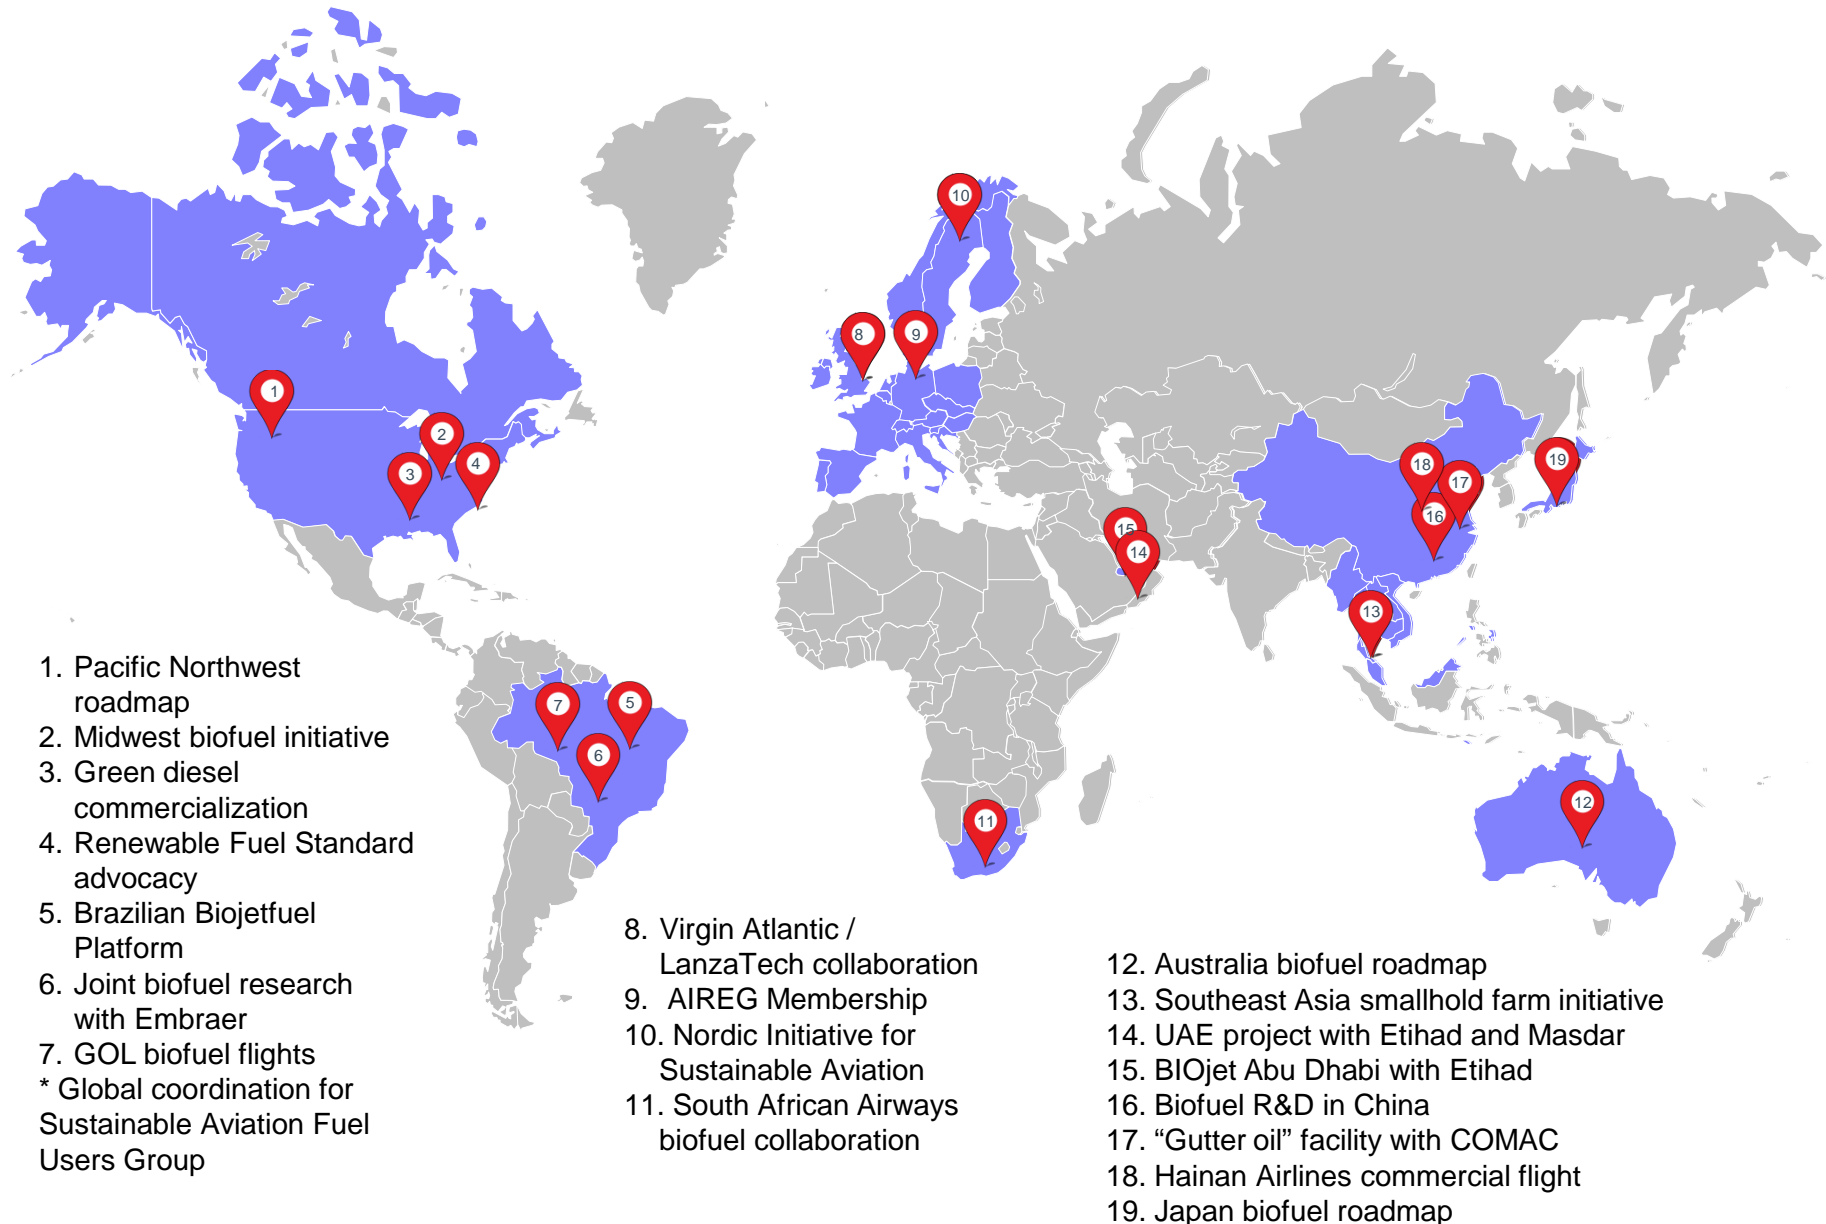 10
8
9
1
2
3
4
18
17
19
16
15
14
13
7
5
6
12
11
1. Pacific Northwest
roadmap
2. Midwest biofuel initiative
3. Green diesel
commercialization
4. Renewable Fuel Standard
advocacy
5. Brazilian Biojetfuel
Platform
6. Joint biofuel research
with Embraer
7. GOL biofuel flights
* Global coordination for
Sustainable Aviation Fuel
Users Group
8. Virgin Atlantic /
LanzaTech collaboration
9. AIREG Membership
10. Nordic Initiative for
Sustainable Aviation
11. South African Airways
biofuel collaboration
12. Australia biofuel roadmap
13. Southeast Asia smallhold farm initiative
14. UAE project with Etihad and Masdar
15. BIOjet Abu Dhabi with Etihad
16. Biofuel R&D in China
17. “Gutter oil” facility with COMAC
18. Hainan Airlines commercial flight
19. Japan biofuel roadmap